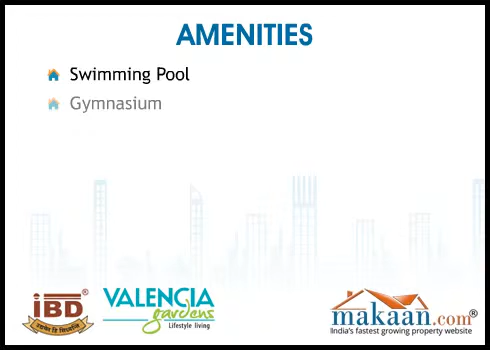 AMENITIES
Swimming Pool
Gymnasium
iBD®
VALENCIA
gardens
Lifestyle living
makaan.com®
India's fastest growing property website